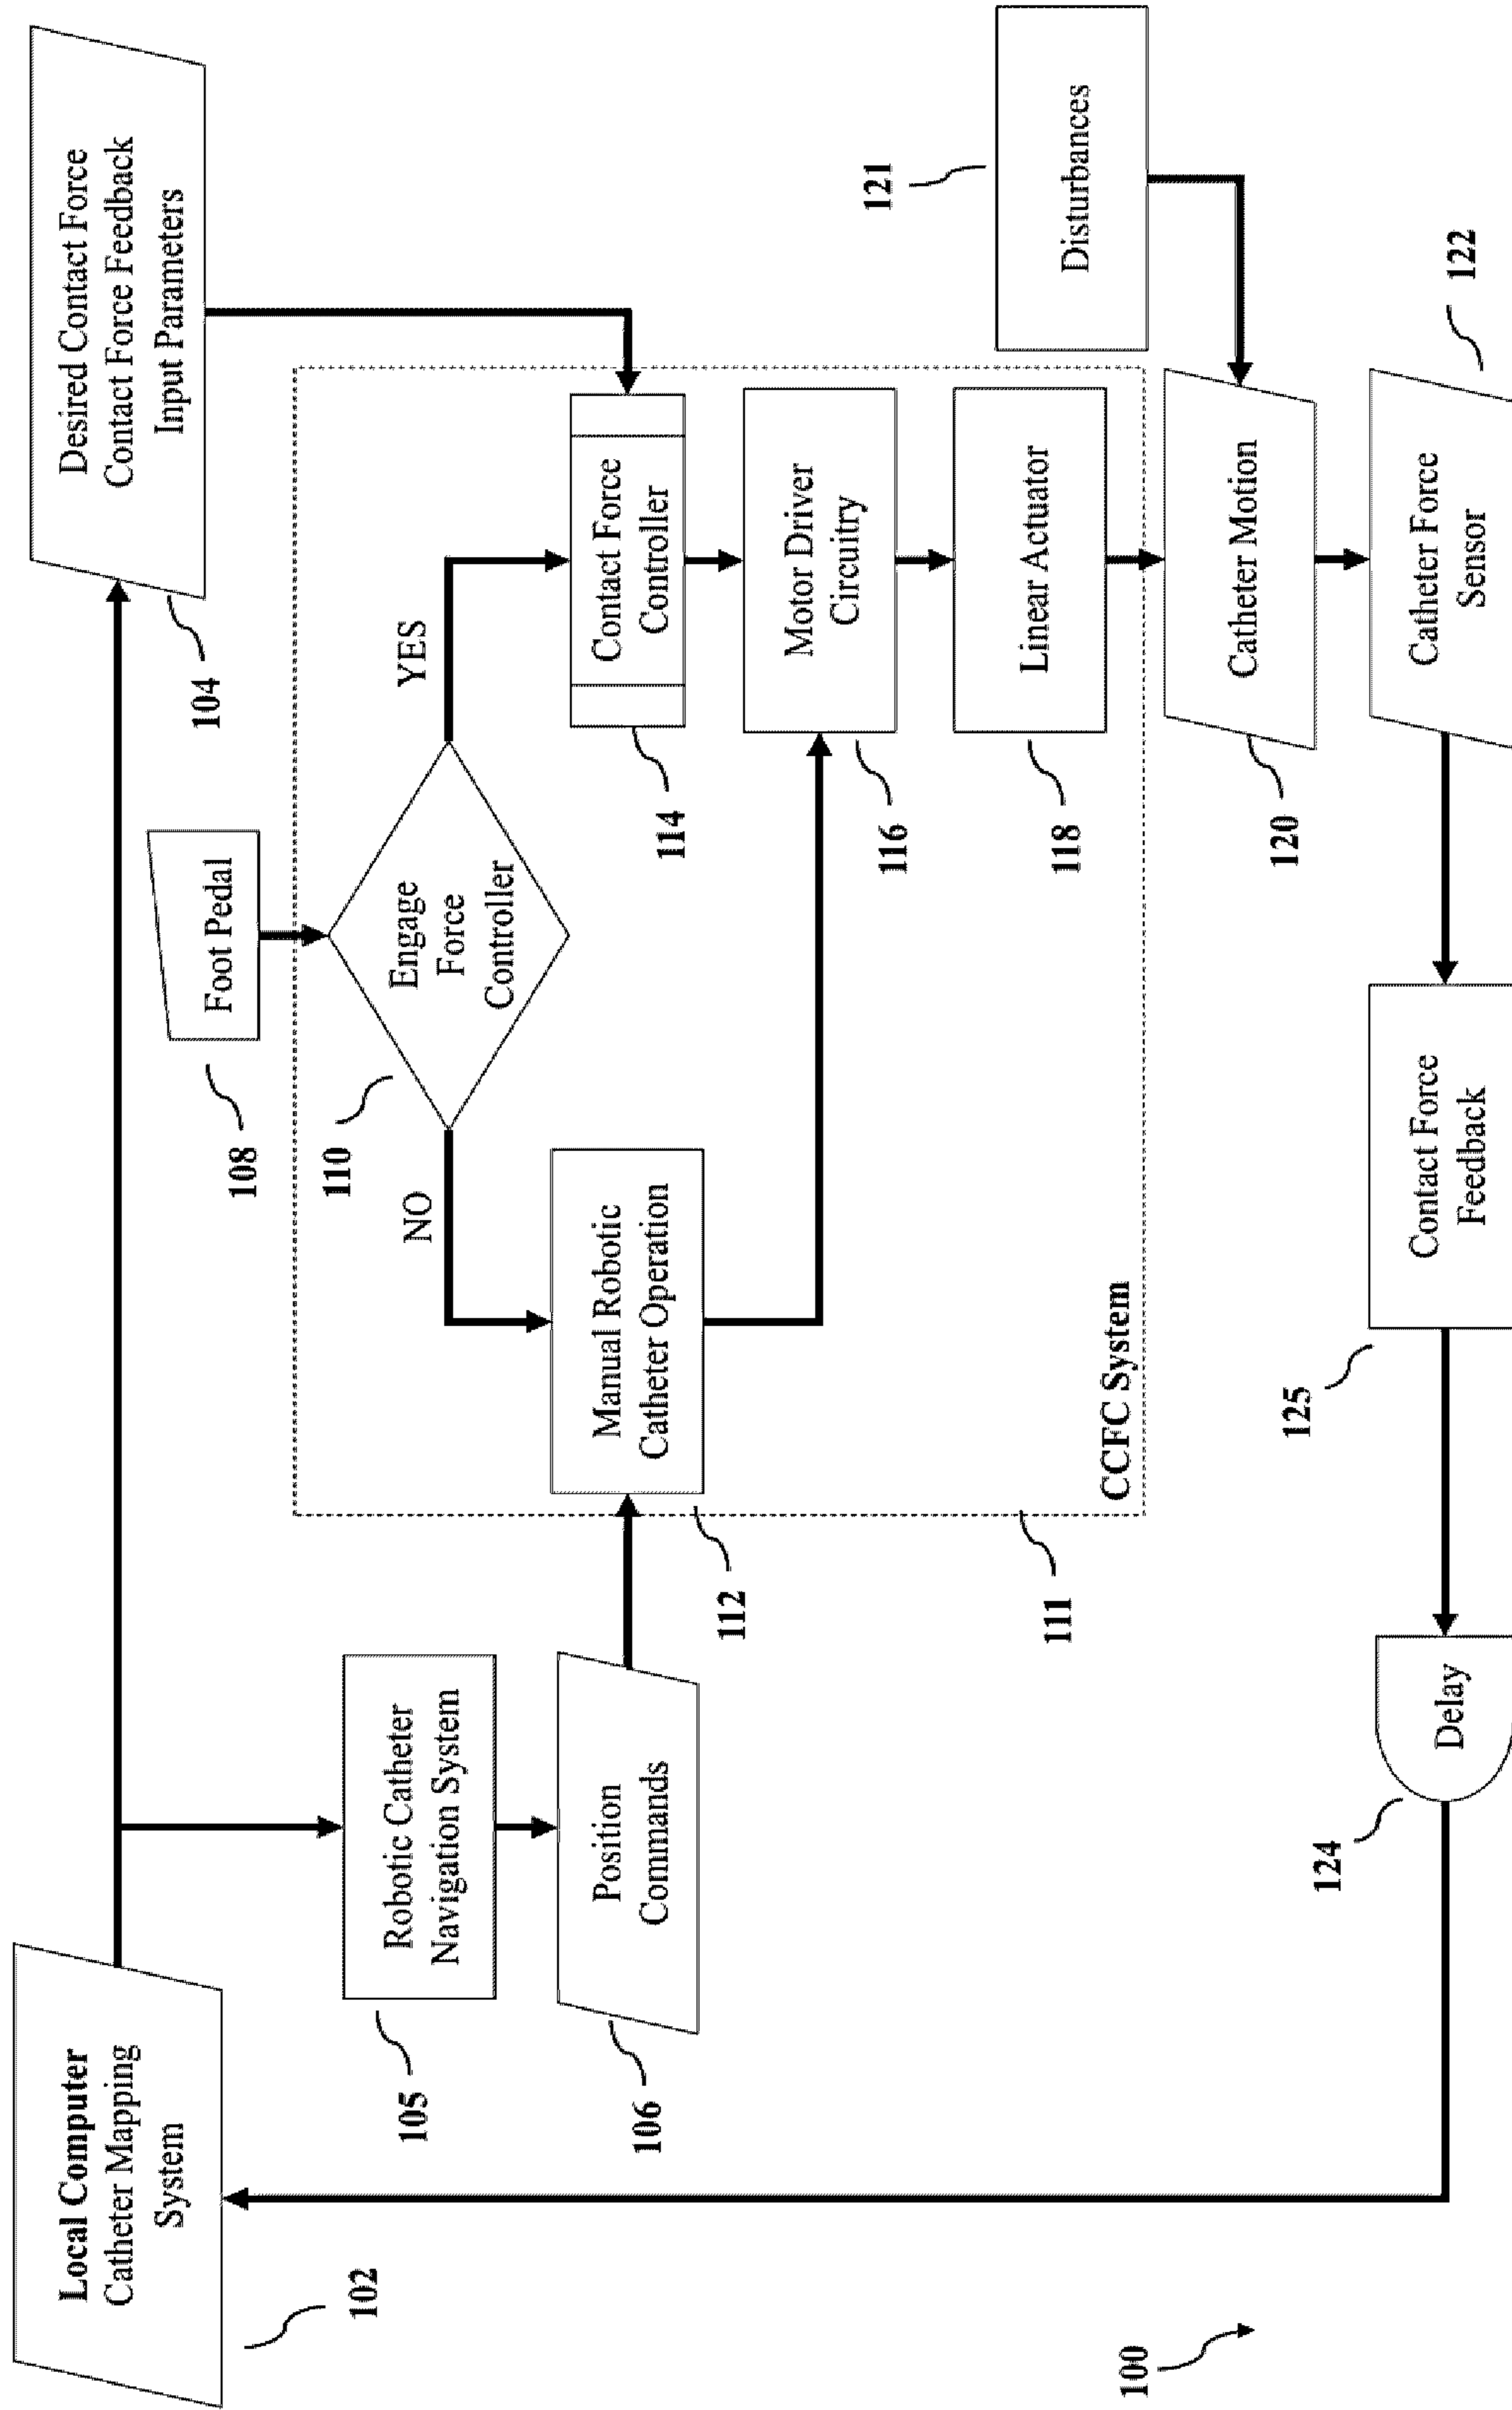 Local Computer
Catheter Mapping
System
102
Desired Contact Force
Contact Force Feedback
Input Parameters
104
Foot Pedal
108
Robotic Catheter
Navigation System
105
Position
Commands
106
Engage
Force
Controller
110
NO
YES
Manual Robotic
Catheter Operation
112
Contact Force
Controller
114
Motor Driver
Circuitry
116
Linear Actuator
118
CCFC System
111
Disturbances
121
Catheter Motion
120
Catheter Force
Sensor
122
Contact Force
Feedback
125
Delay
124
100